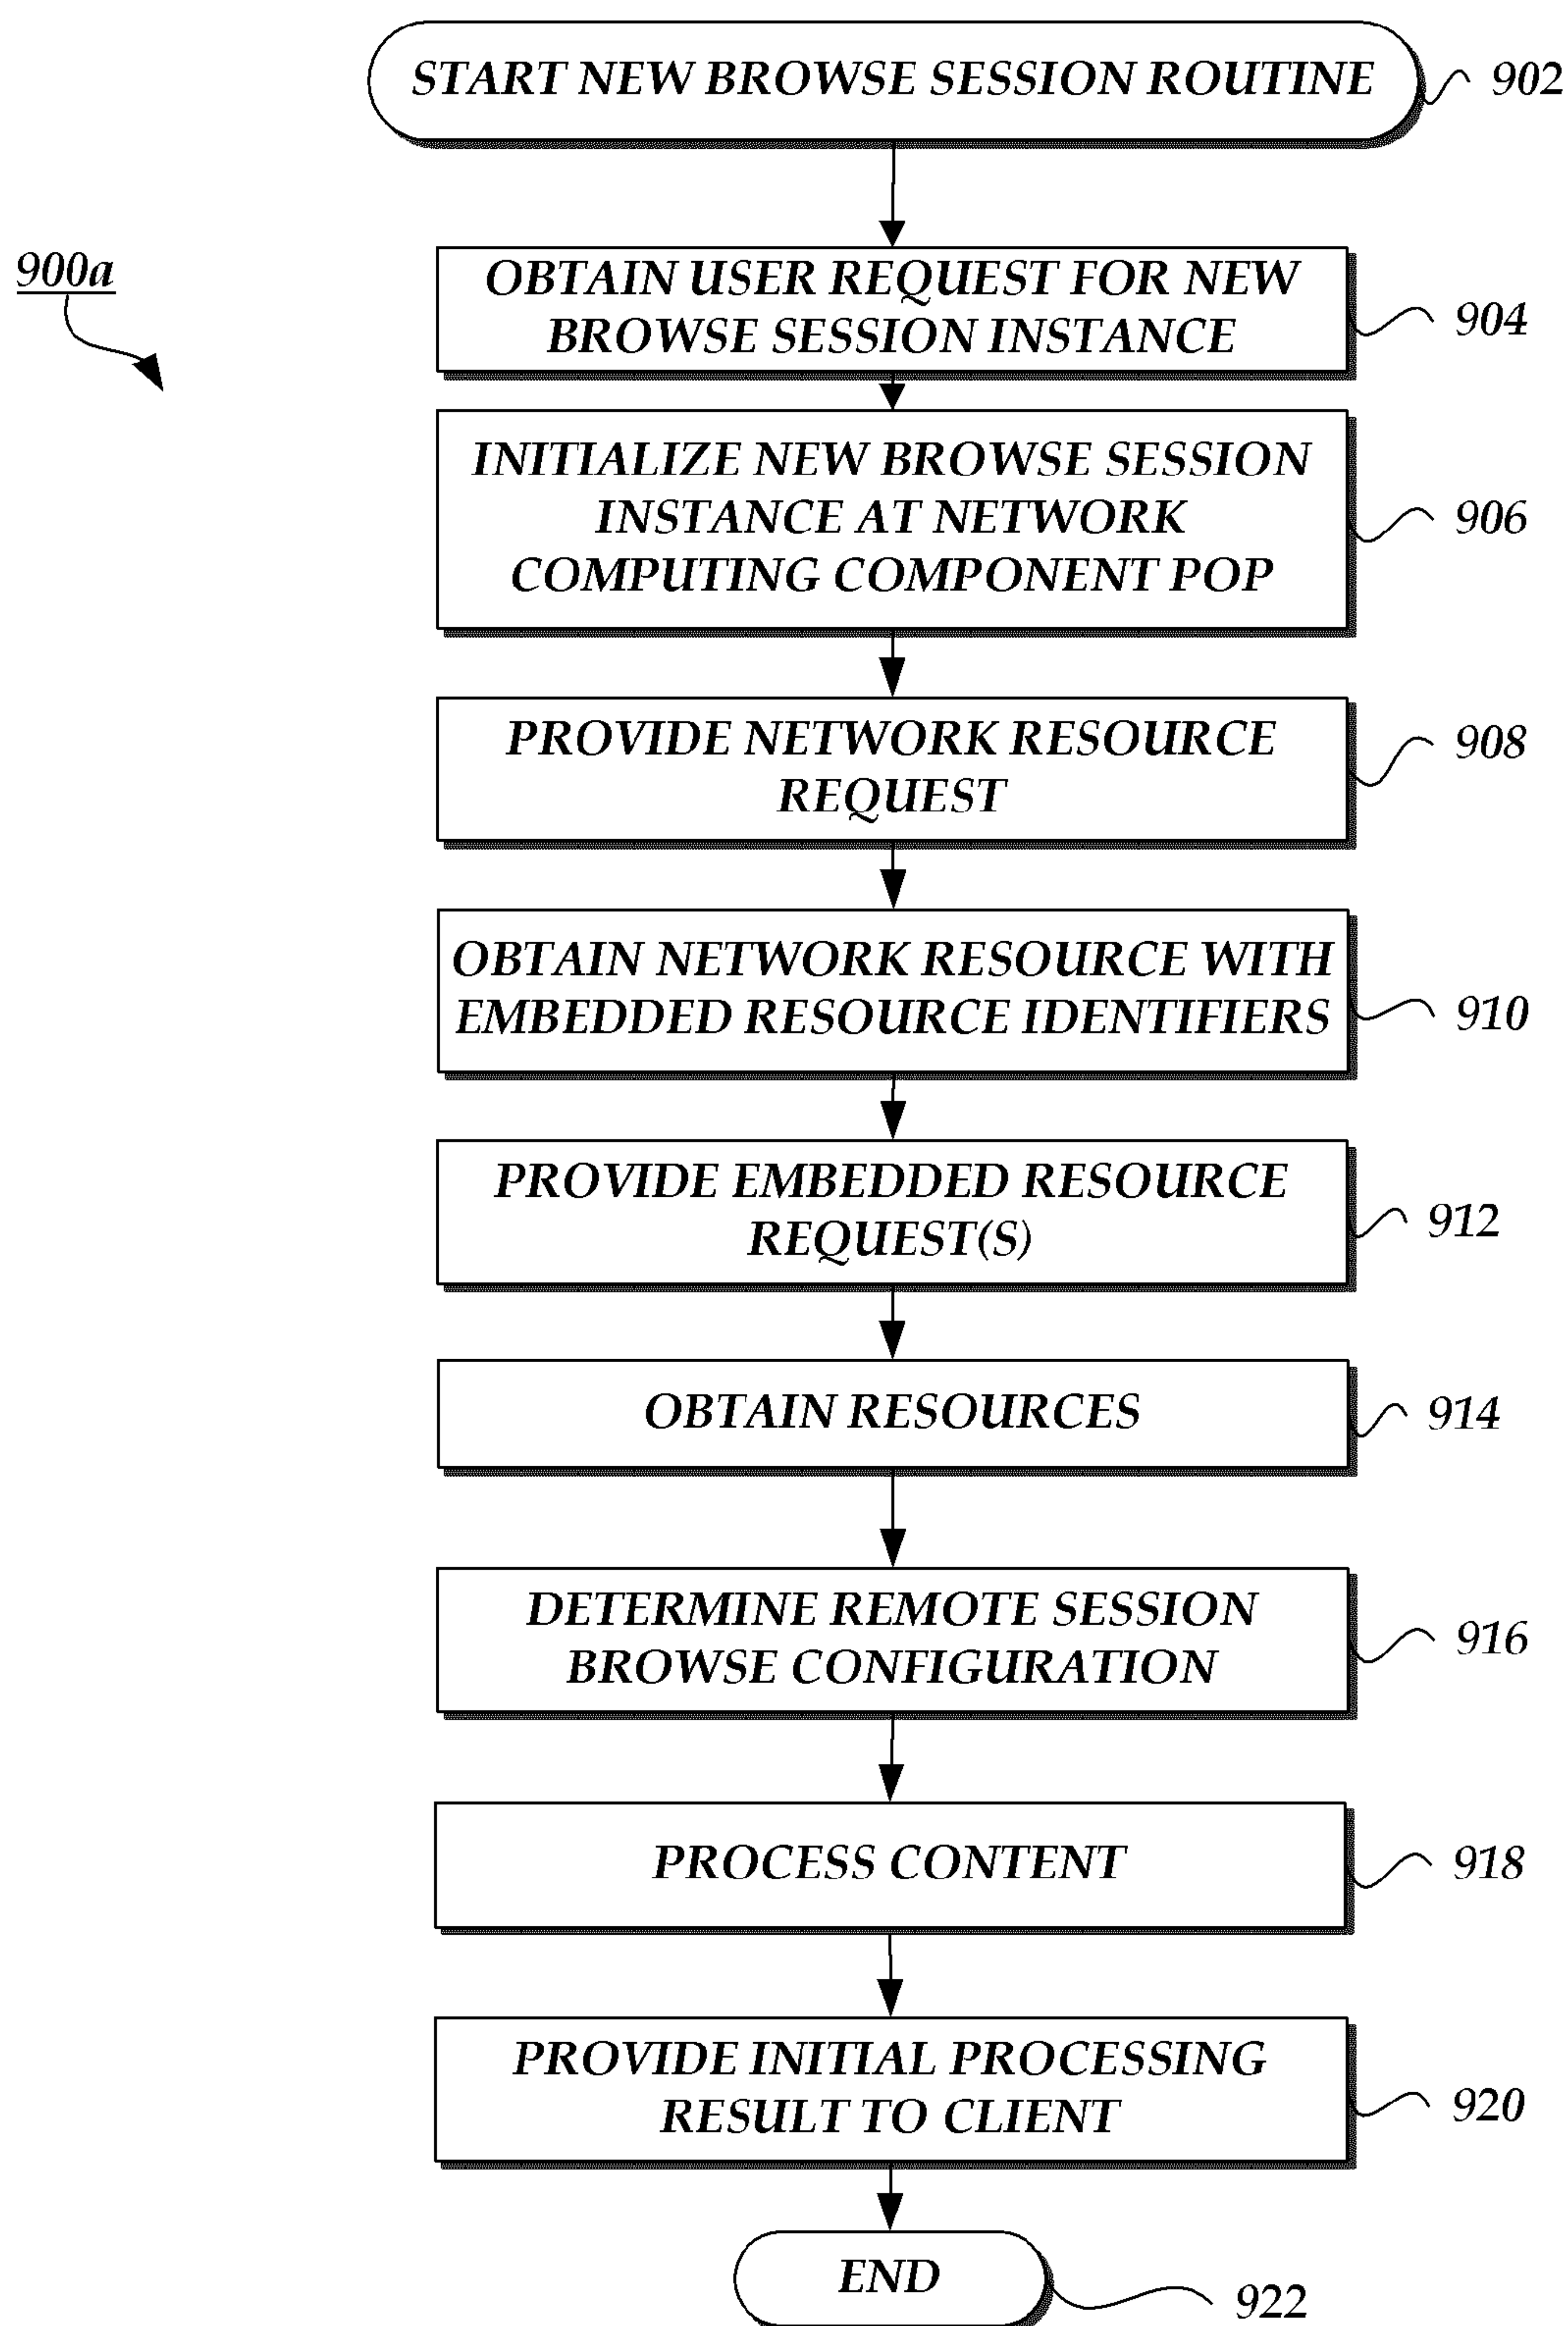 START NEW BROWSE SESSION ROUTINE
902
900a
OBTAIN USER REQUEST FOR NEW
BROWSE SESSION INSTANCE
904
INITIALIZE NEW BROWSE SESSION
INSTANCE AT NETWORK
COMPUTING COMPONENT POP
906
PROVIDE NETWORK RESOURCE
REQUEST
908
OBTAIN NETWORK RESOURCE WITH
EMBEDDED RESOURCE IDENTIFIERS
910
PROVIDE EMBEDDED RESOURCE
REQUEST(S)
912
OBTAIN RESOURCES
914
DETERMINE REMOTE SESSION
BROWSE CONFIGURATION
916
PROCESS CONTENT
918
PROVIDE INITIAL PROCESSING
RESULT TO CLIENT
920
END
922